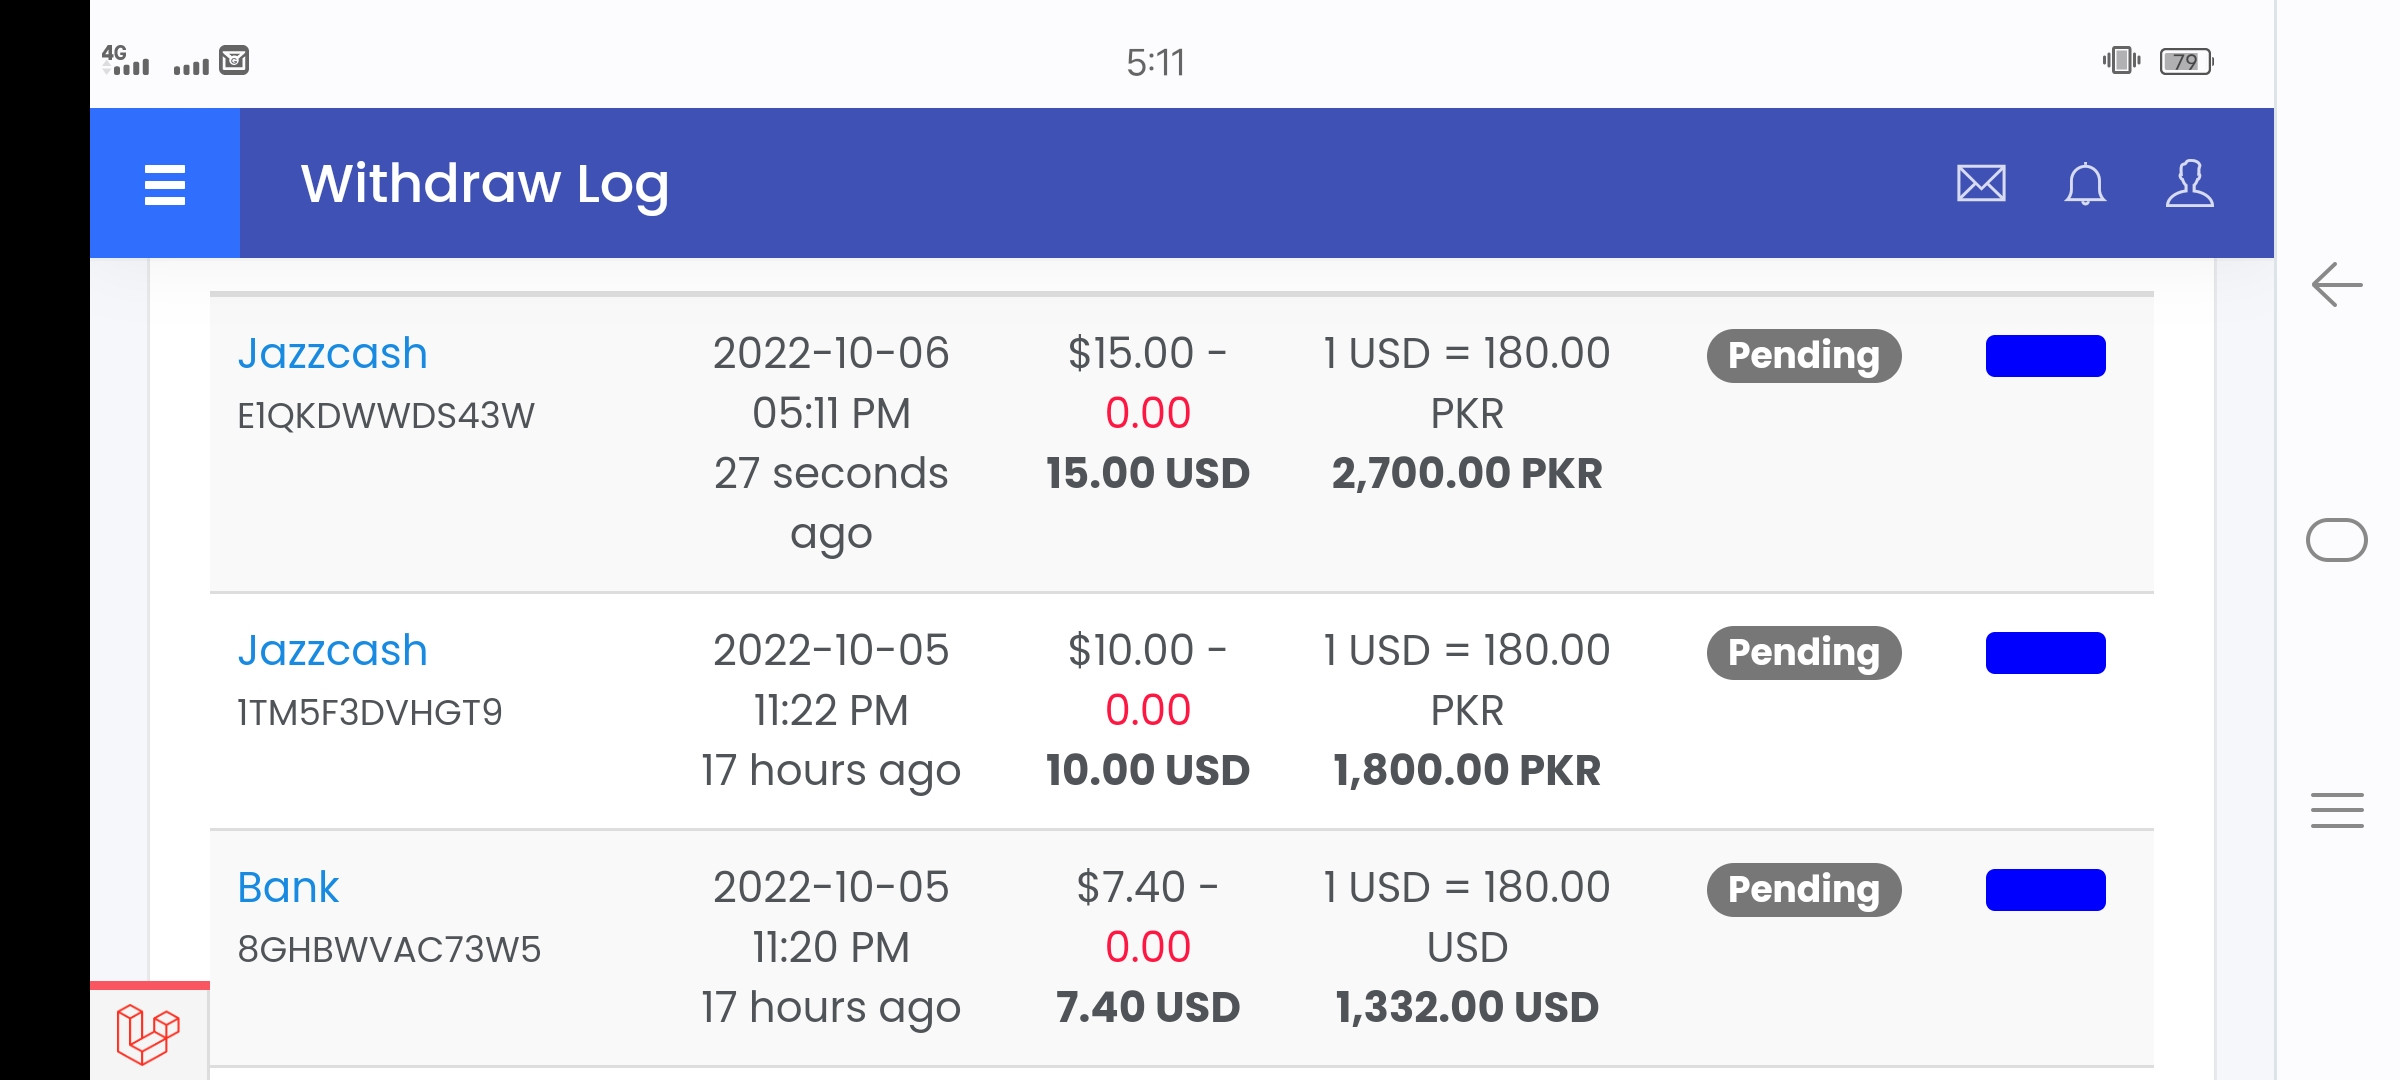 4G
5:11
79
Withdraw Log
Jazzcash
E1QKDWWDS43W
2022-10-06
05:11 PM
27 seconds
ago
$15.00 -
0.00
15.00 USD
1 USD = 180.00
PKR
2,700.00 PKR
Pending
Jazzcash
1TM5F3DVHGT9
2022-10-05
11:22 PM
17 hours ago
$10.00 -
0.00
10.00 USD
1 USD = 180.00
PKR
1,800.00 PKR
Pending
Bank
8GHBWVAC73W5
2022-10-05
11:20 PM
17 hours ago
$7.40 -
0.00
7.40 USD
1 USD = 180.00
USD
1,332.00 USD
Pending